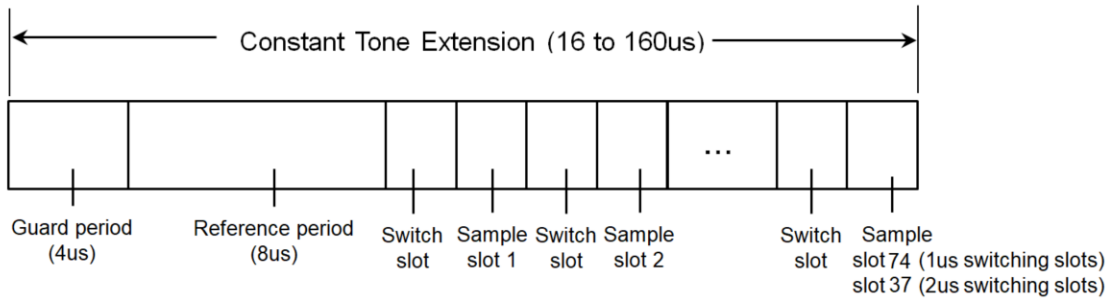 Constant Tone Extension (16 to 160us)
...
Guard period
(4us)
Reference period
(8us)
Switch
slot
Sample
slot 1
Switch
slot
Sample
slot 2
Switch
slot
Sample
slot 74 (1us switching slots)
slot 37 (2us switching slots)